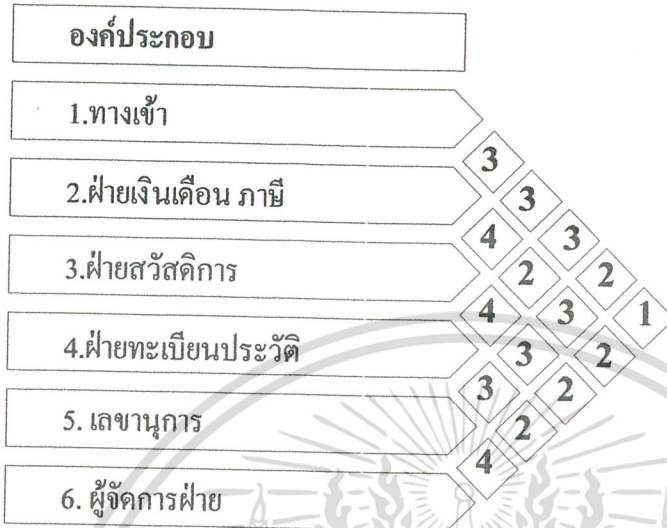 องค์ประกอบ
1.ทางเข้า
3
2.ฝ่ายเงินเดือน ภาษี 3
4 3
3.ฝ่ายสวัสดิการ 2 2
4 3 1
4.ฝ่ายทะเบียนประวัติ 3 2
3 2
5. เลขานุการ 2
4
6. ผู้จัดการฝ่าย